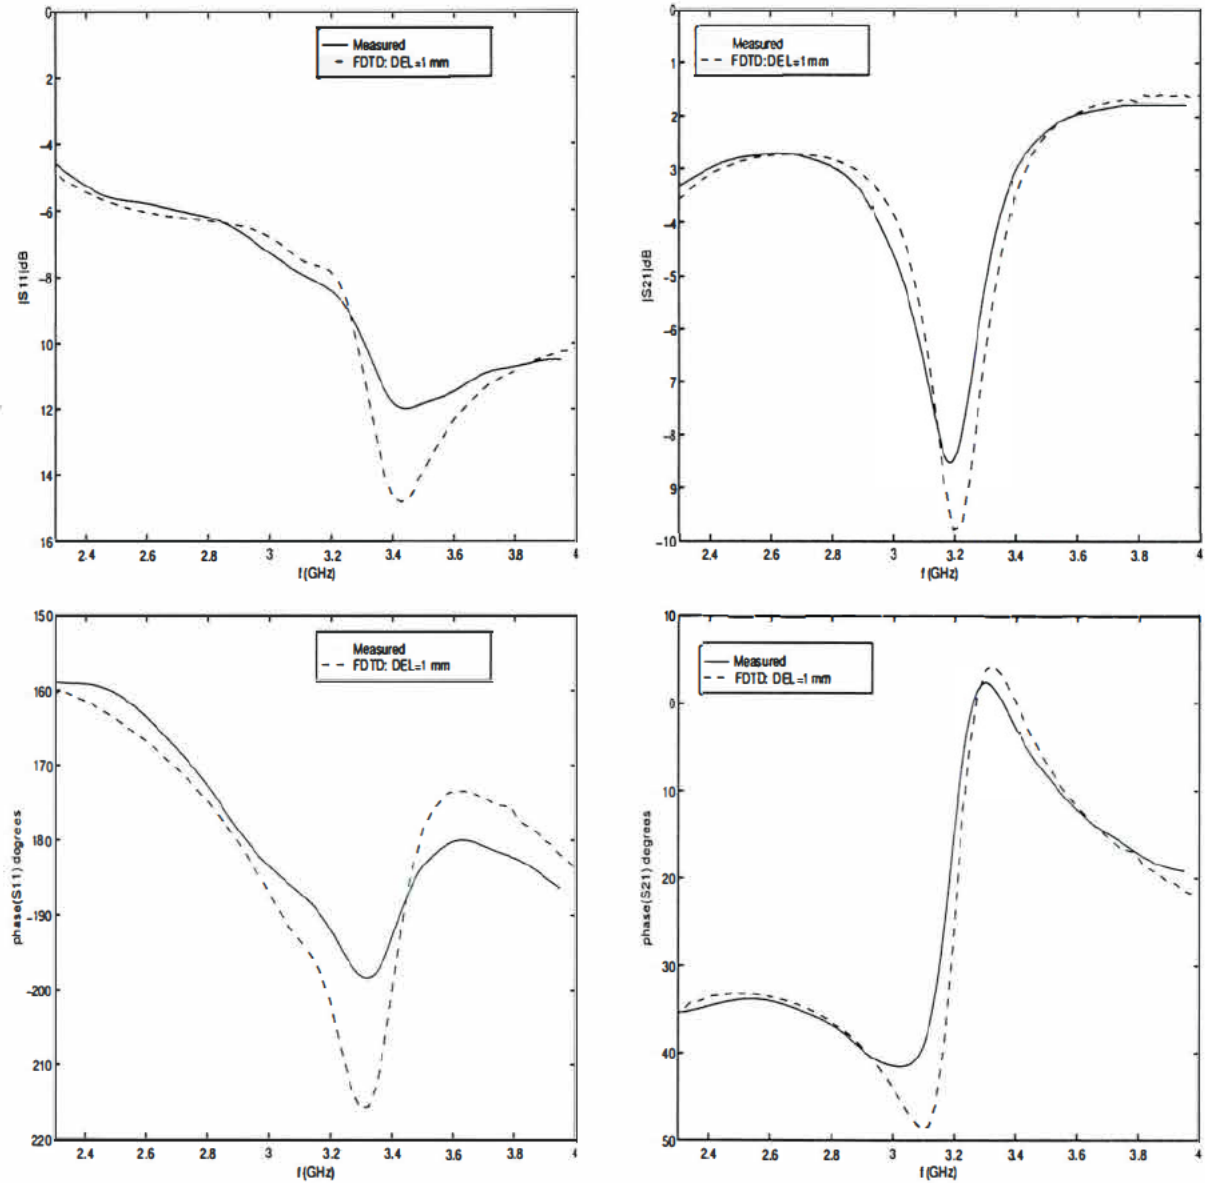 0
2
-4
-6
-8
10
12
14
16
|S11|dB
Measured
FDTD: DEL=1 mm
2.4 2.6 2.8 3 3.2 3.4 3.6 3.8 4
f (GHz)
0
1
2
3
-4
-5
-6
-7
-8
9
-10
|S21|dB
Measured
FDTD:DEL=1mm
2.4 2.6 2.8 3 3.2 3.4 3.6 3.8 4
f(GHz)
150
160
170
180
-190
-200
210
220
phase(S11) dogrees
Measured
FDTD: DEL=1 mm
2.4 2.6 2.8 3 3.2 3.4 3.6 3.8 4
f(GHz)
10
0
10
20
30
40
50
phase(S21) degrees
Measured
FDTD: DEL=1 mm
2.4 2.6 2.8 3 3.2 3.4 3.6 3.8 4
f(GHz)